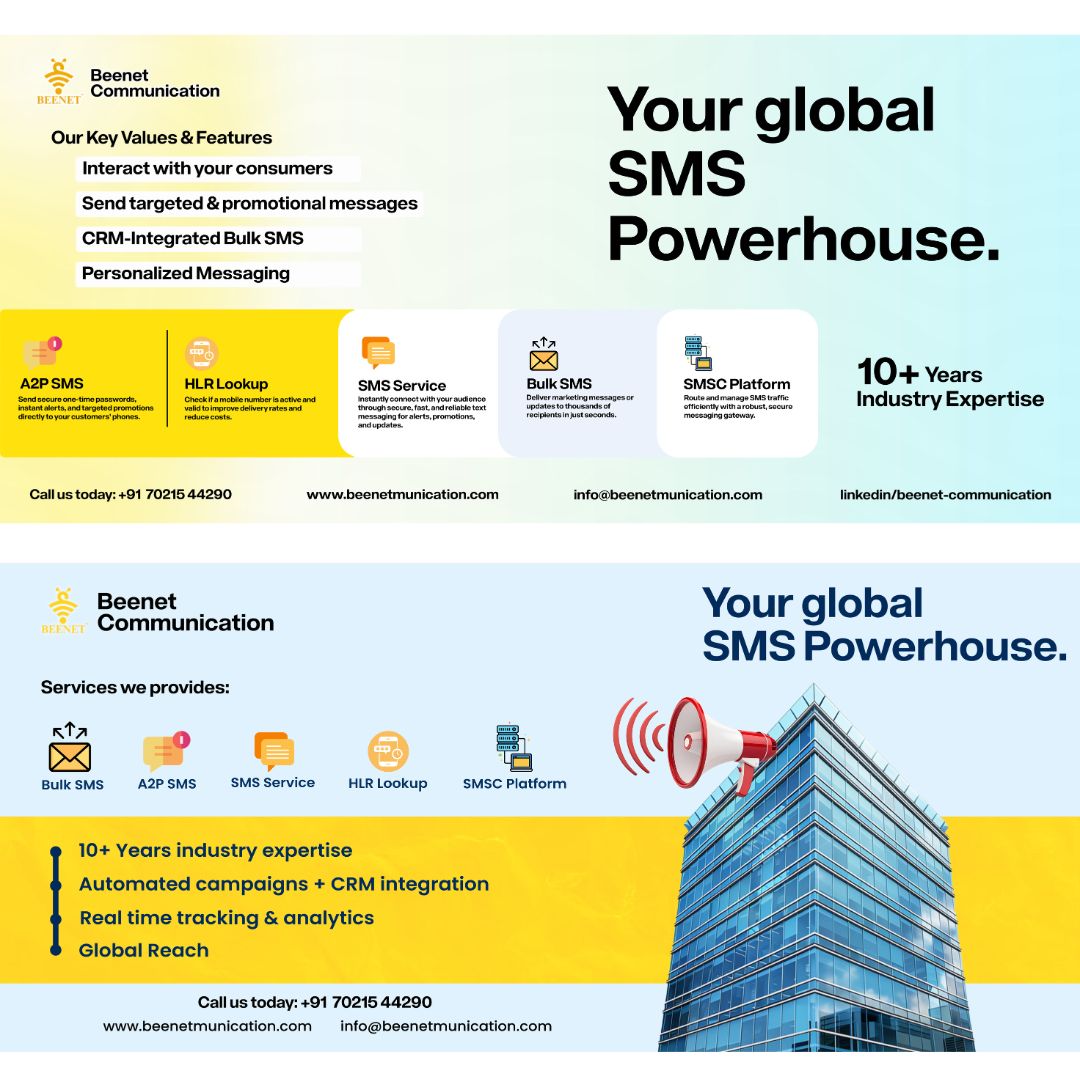 BEENET
Beenet
Communication
Our Key Values & Features
Interact with your consumers
Send targeted & promotional messages
CRM-Integrated Bulk SMS
Personalized Messaging
Your global
SMS
Powerhouse.
A2P SMS
Send secure one-time passwords,
instant alerts, and targeted promotions
directly to your customers' phones.
HLR Lookup
Check if a mobile number is active and
valid to improve delivery rates and
reduce costs.
SMS Service
Instantly connect with your audience
through secure, fast, and reliable text
messaging for alerts, promotions,
and updates.
Bulk SMS
Deliver marketing messages or
updates to thousands of
recipients in just seconds.
SMSC Platform
Route and manage SMS traffic
efficiently with a robust, secure
messaging gateway.
10+ Years
Industry Expertise
Call us today: +91 70215 44290
www.beenetmunication.com
info@beenetmunication.com
linkedin/beenet-communication
BEENET
Beenet
Communication
Your global
SMS Powerhouse.
Services we provides:
Bulk SMS
A2P SMS
SMS Service
HLR Lookup
SMSC Platform
10+ Years industry expertise
Automated campaigns + CRM integration
Real time tracking & analytics
Global Reach
Call us today: +91 70215 44290
www.beenetmunication.com
info@beenetmunication.com